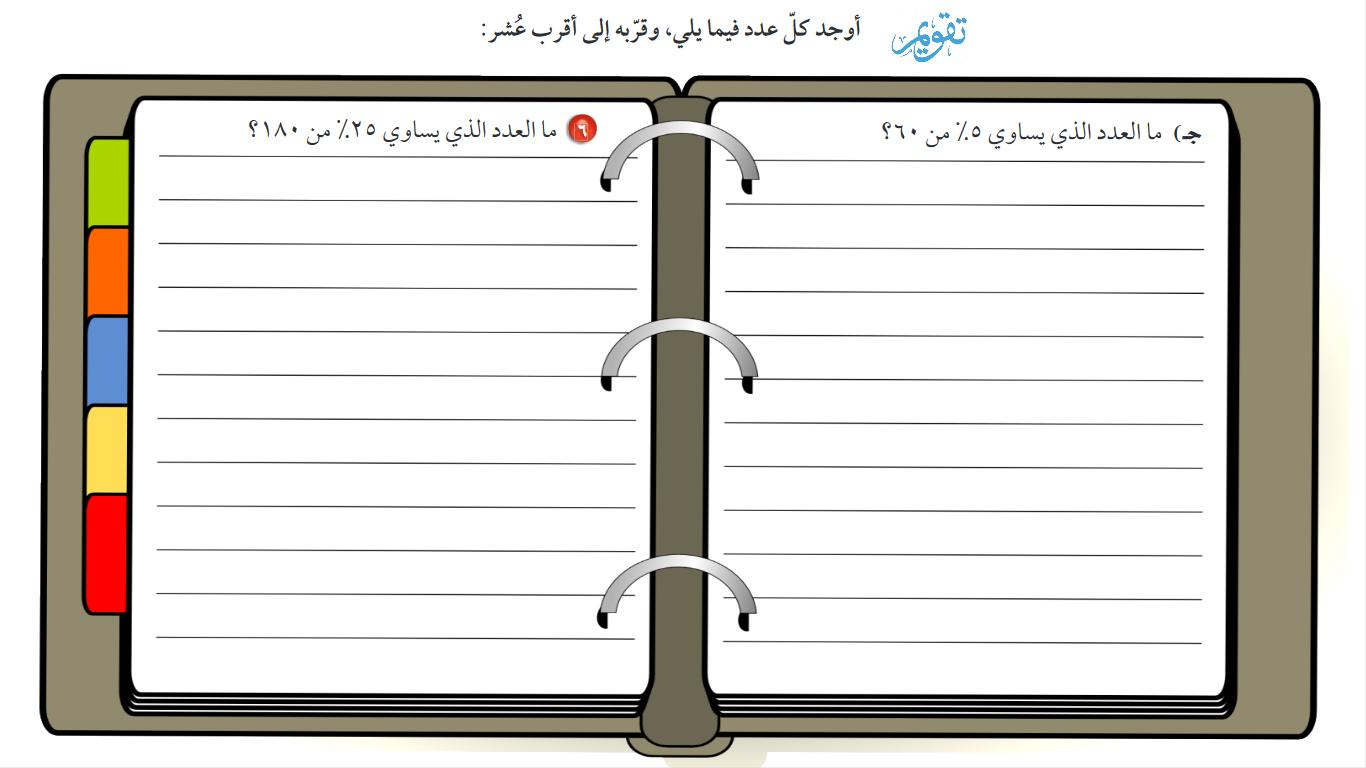 تقويم
أوجد كلّ عدد فيما يلي، وقرّبه إلى أقرب عُشر:
جـ) ما العدد الذي يساوي ٥٪ من ٦٠؟
٦ ما العدد الذي يساوي ٢٥٪ من ١٨٠؟